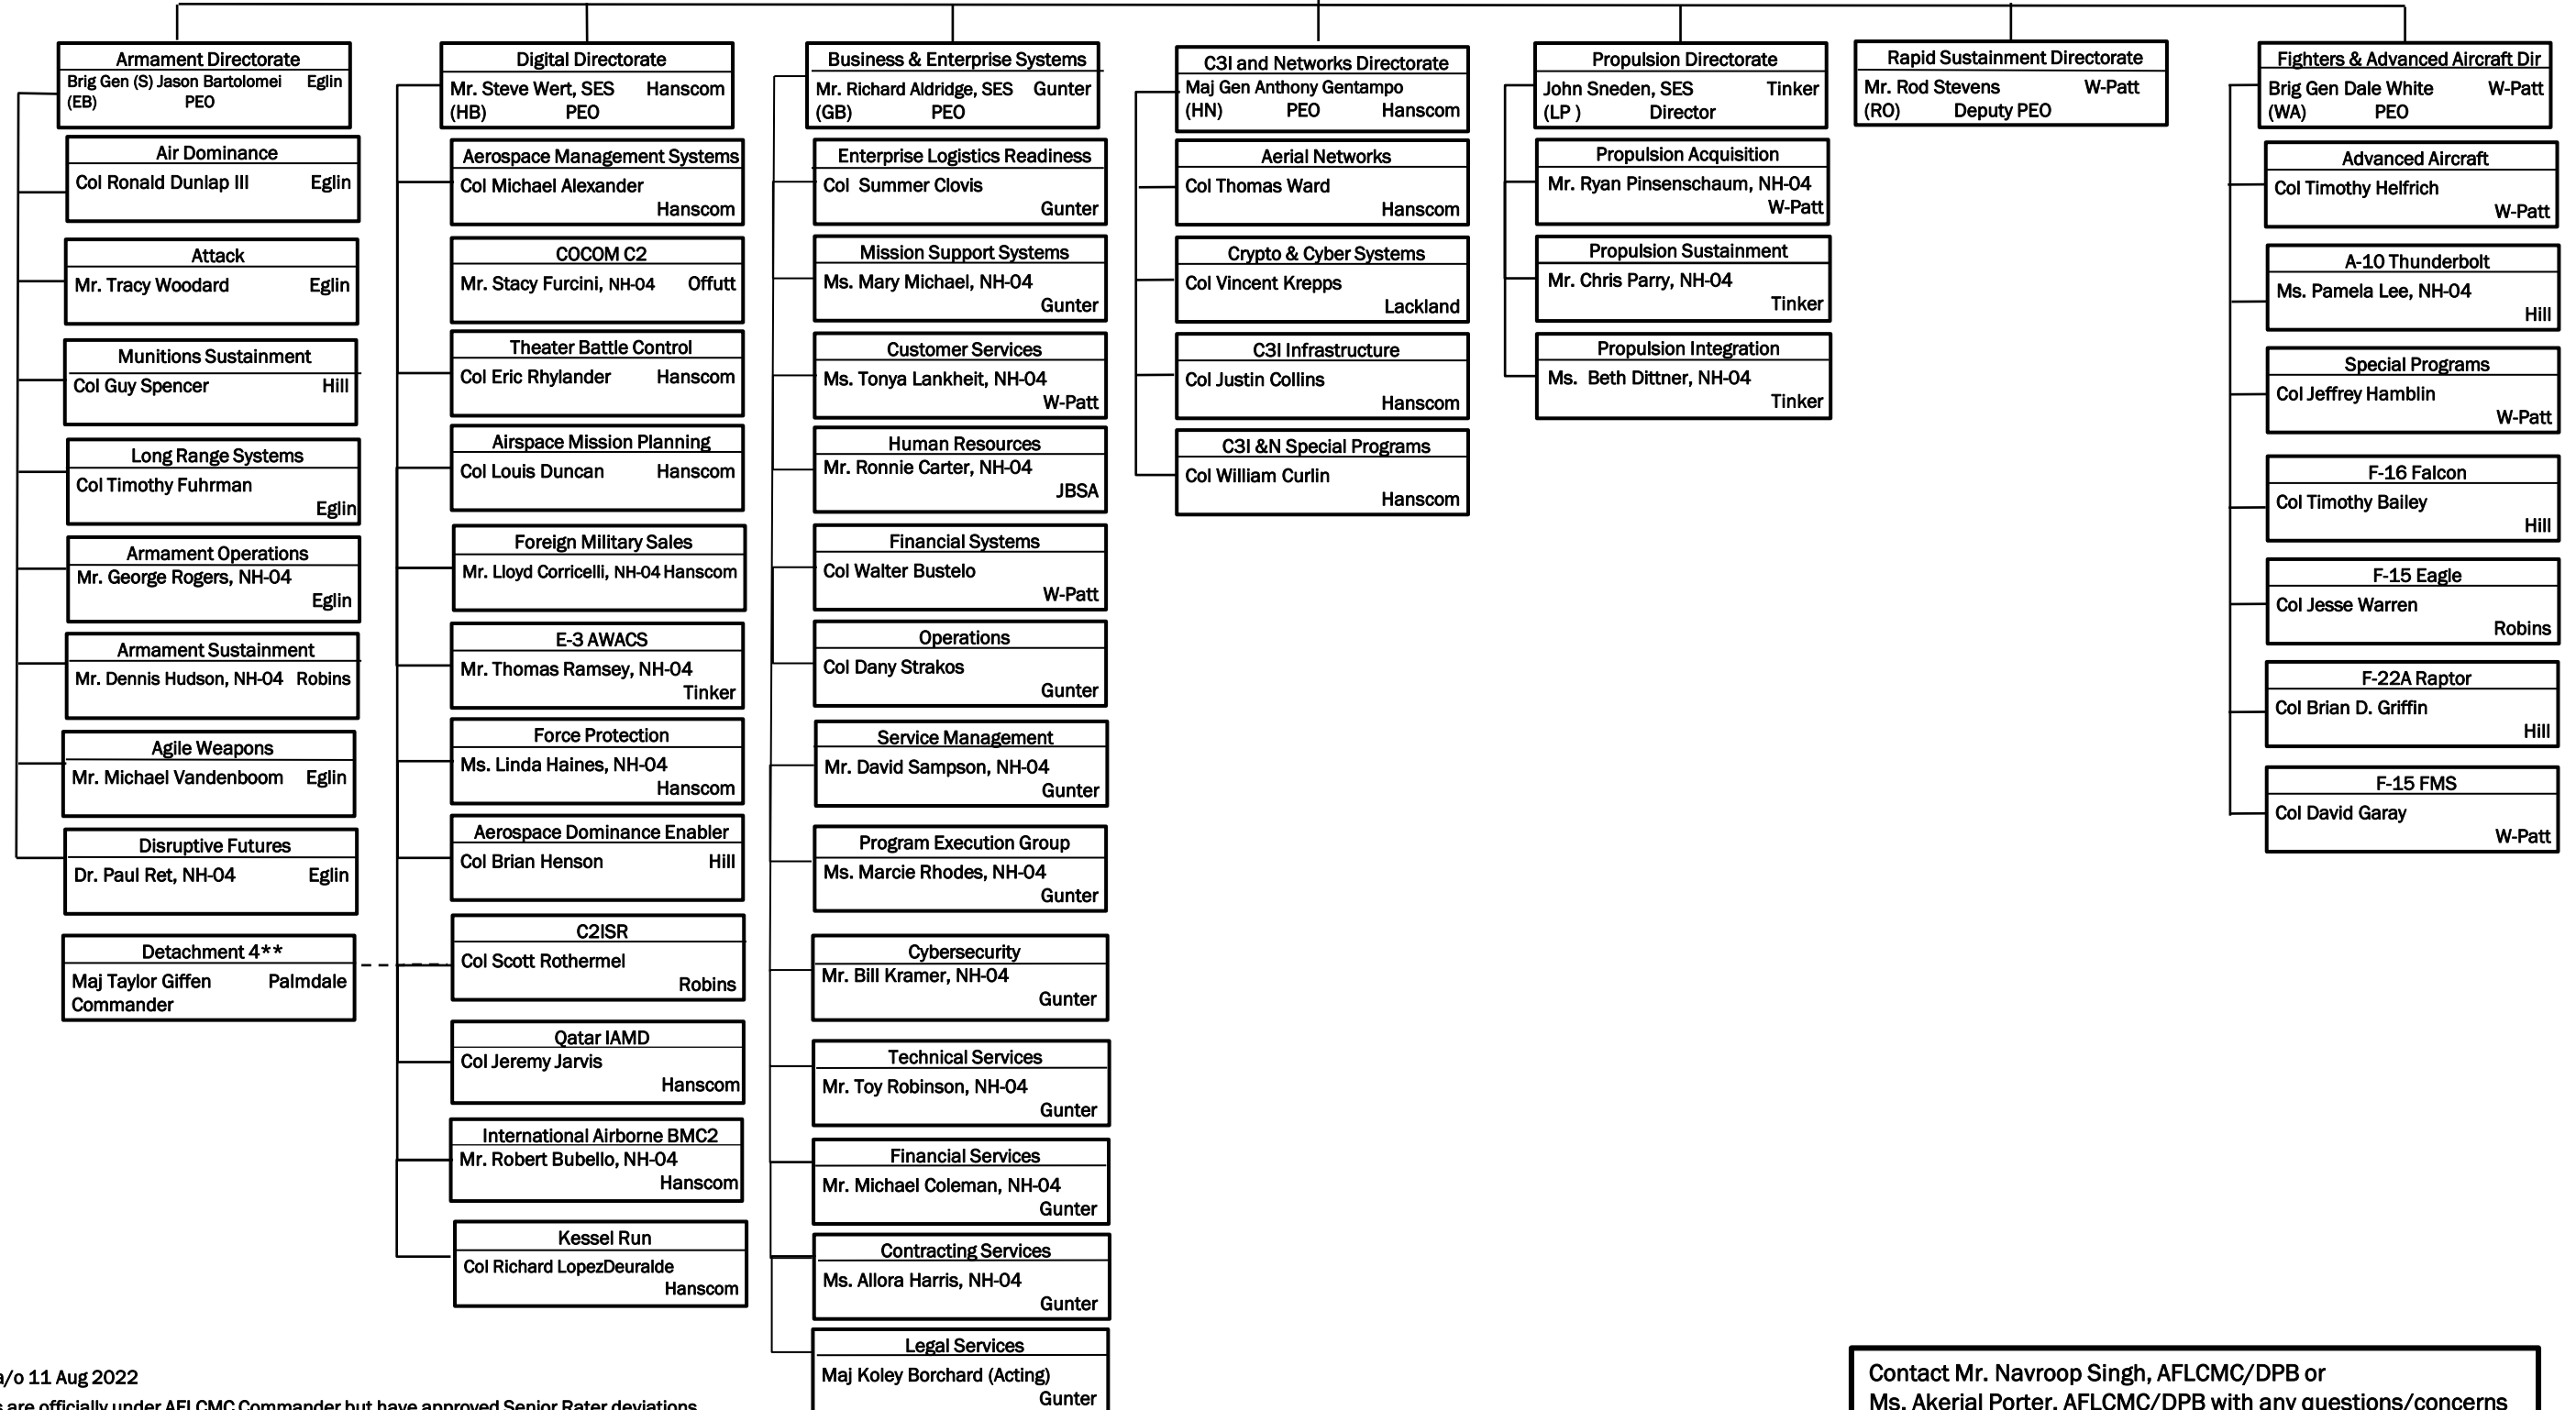 Armament Directorate
Brig Gen (S) Jason Bartolomei Eglin
(EB) PEO
Air Dominance
Col Ronald Dunlap III Eglin
Attack
Mr. Tracy Woodard Eglin
Munitions Sustainment
Col Guy Spencer Hill
Long Range Systems
Col Timothy Fuhrman
Eglin
Armament Operations
Mr. George Rogers, NH-04
Eglin
Armament Sustainment
Mr. Dennis Hudson, NH-04 Robins
Agile Weapons
Mr. Michael Vandenboom Eglin
Disruptive Futures
Dr. Paul Ret, NH-04 Eglin
Detachment 4**
Maj Taylor Giffen Palmdale
Commander
Digital Directorate
Mr. Steve Wert, SES Hanscom
(HB) PEO
Aerospace Management Systems
Col Michael Alexander
Hanscom
COCOM C2
Mr. Stacy Furcini, NH-04 Offutt
Theater Battle Control
Col Eric Rhylander Hanscom
Airspace Mission Planning
Col Louis Duncan Hanscom
Foreign Military Sales
Mr. Lloyd Corricelli, NH-04 Hanscom
E-3 AWACS
Mr. Thomas Ramsey, NH-04
Tinker
Force Protection
Ms. Linda Haines, NH-04
Hanscom
Aerospace Dominance Enabler
Col Brian Henson Hill
C2ISR
Col Scott Rothermel
Robins
Qatar IAMD
Col Jeremy Jarvis
Hanscom
International Airborne BMC2
Mr. Robert Bubello, NH-04
Hanscom
Kessel Run
Col Richard LopezDeuralde
Hanscom
Business & Enterprise Systems
Mr. Richard Aldridge, SES Gunter
(GB) PEO
Enterprise Logistics Readiness
Col Summer Clovis
Gunter
Mission Support Systems
Ms. Mary Michael, NH-04
Gunter
Customer Services
Ms. Tonya Lankheit, NH-04
W-Patt
Human Resources
Mr. Ronnie Carter, NH-04
JBSA
Financial Systems
Col Walter Bustelo
W-Patt
Operations
Col Dany Strakos
Gunter
Service Management
Mr. David Sampson, NH-04
Gunter
Program Execution Group
Ms. Marcie Rhodes, NH-04
Gunter
Cybersecurity
Mr. Bill Kramer, NH-04
Gunter
Technical Services
Mr. Toy Robinson, NH-04
Gunter
Financial Services
Mr. Michael Coleman, NH-04
Gunter
Contracting Services
Ms. Allora Harris, NH-04
Gunter
Legal Services
Maj Koley Borchard (Acting)
Gunter
C3I and Networks Directorate
Maj Gen Anthony Gentampo
(HN) PEO Hanscom
Aerial Networks
Col Thomas Ward
Hanscom
Crypto & Cyber Systems
Col Vincent Krepps
Lackland
C3I Infrastructure
Col Justin Collins
Hanscom
C3I &N Special Programs
Col William Curlin
Hanscom
Propulsion Directorate
John Sneden, SES Tinker
(LP ) Director
Propulsion Acquisition
Mr. Ryan Pinsenschaum, NH-04
W-Patt
Propulsion Sustainment
Mr. Chris Parry, NH-04
Tinker
Propulsion Integration
Ms. Beth Dittner, NH-04
Tinker
Rapid Sustainment Directorate
Mr. Rod Stevens W-Patt
(RO) Deputy PEO
Fighters & Advanced Aircraft Dir
Brig Gen Dale White W-Patt
(WA) PEO
Advanced Aircraft
Col Timothy Helfrich
W-Patt
A-10 Thunderbolt
Ms. Pamela Lee, NH-04
Hill
Special Programs
Col Jeffrey Hamblin
W-Patt
F-16 Falcon
Col Timothy Bailey
Hill
F-15 Eagle
Col Jesse Warren
Robins
F-22A Raptor
Col Brian D. Griffin
Hill
F-15 FMS
Col David Garay
W-Patt
a/o 11 Aug 2022
are officially under AFLCMC Commander but have approved Senior Rater deviations
Contact Mr. Navroop Singh, AFLCMC/DPB or
Ms. Akerial Porter, AFLCMC/DPB with any questions/concerns